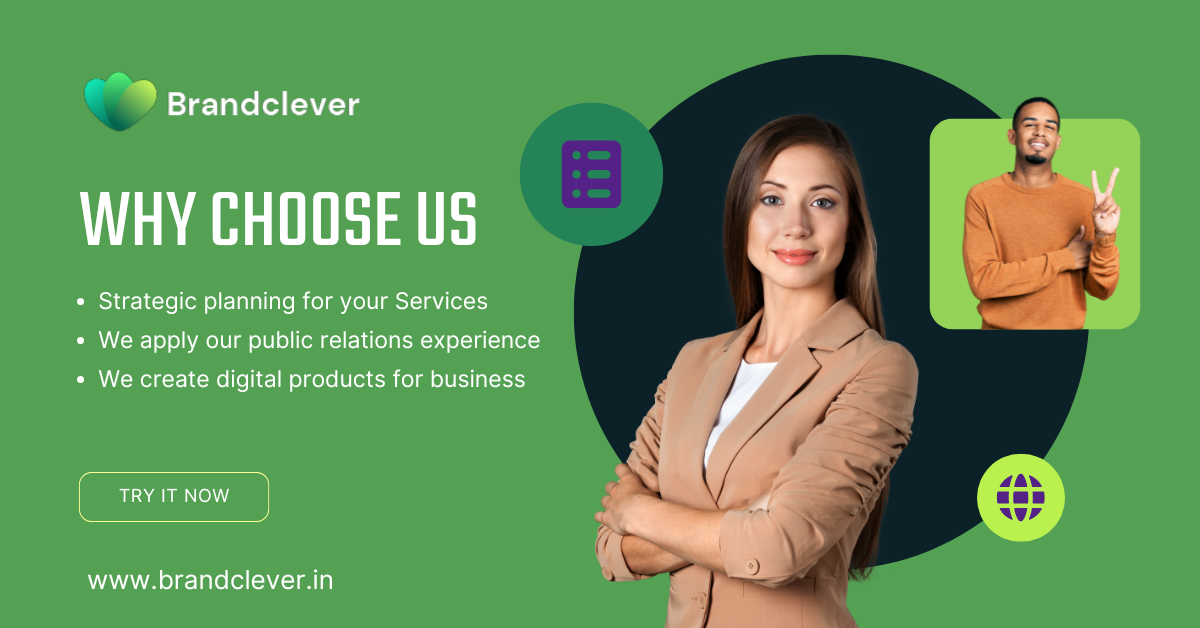 Brandclever
WHY CHOOSE US
• Strategic planning for your Services
• We apply our public relations experience
• We create digital products for business
TRY IT NOW
www.brandclever.in